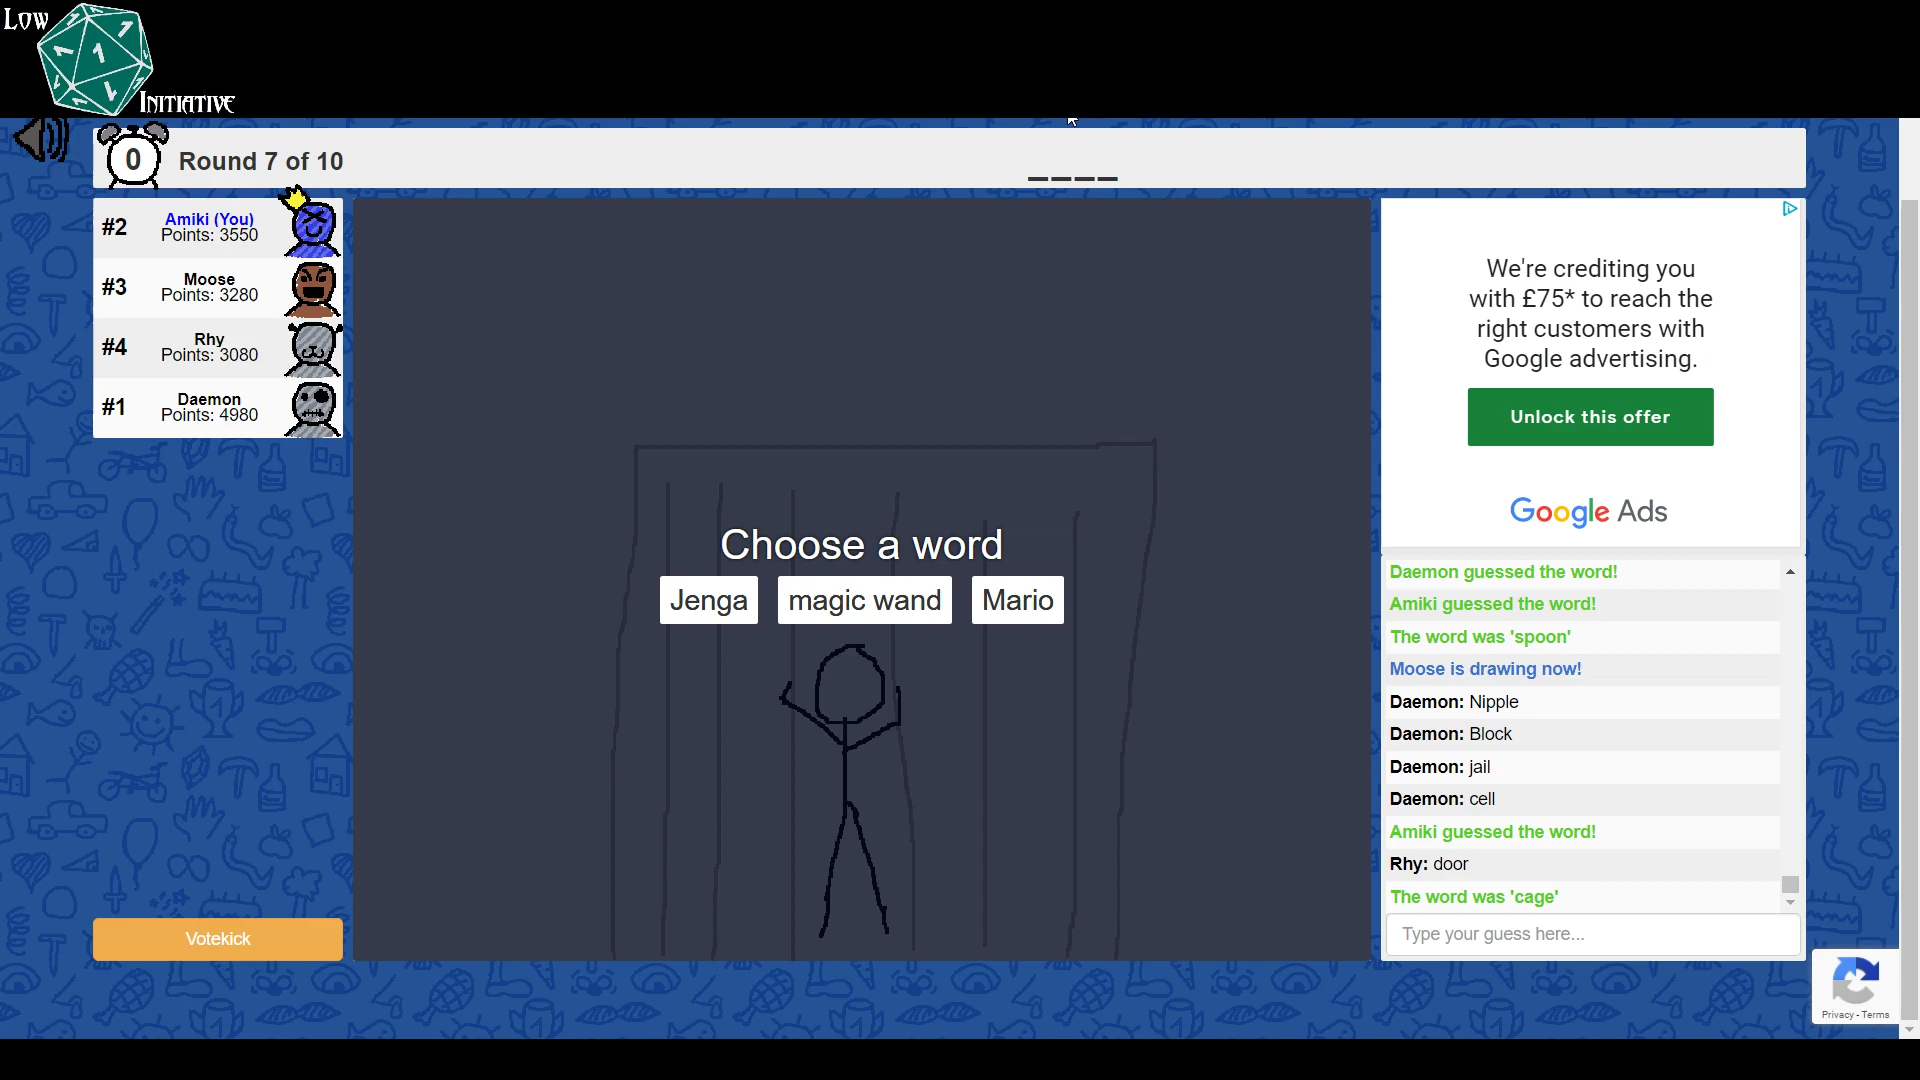 Low
Initiative
0
Round 7 of 10
_ _ _ _
#2
Amiki (You)
Points: 3550
#3
Moose
Points: 3280
#4
Rhy
Points: 3080
#1
Daemon
Points: 4980
Votekick
Choose a word
Jenga
magic wand
Mario
We're crediting you
with £75* to reach the
right customers with
Google advertising.
Unlock this offer
Google Ads
Daemon guessed the word!
Amiki guessed the word!
The word was 'spoon'
Moose is drawing now!
Daemon: Nipple
Daemon: Block
Daemon: jail
Daemon: cell
Amiki guessed the word!
Rhy: door
The word was 'cage'
Type your guess here...
Privacy - Terms